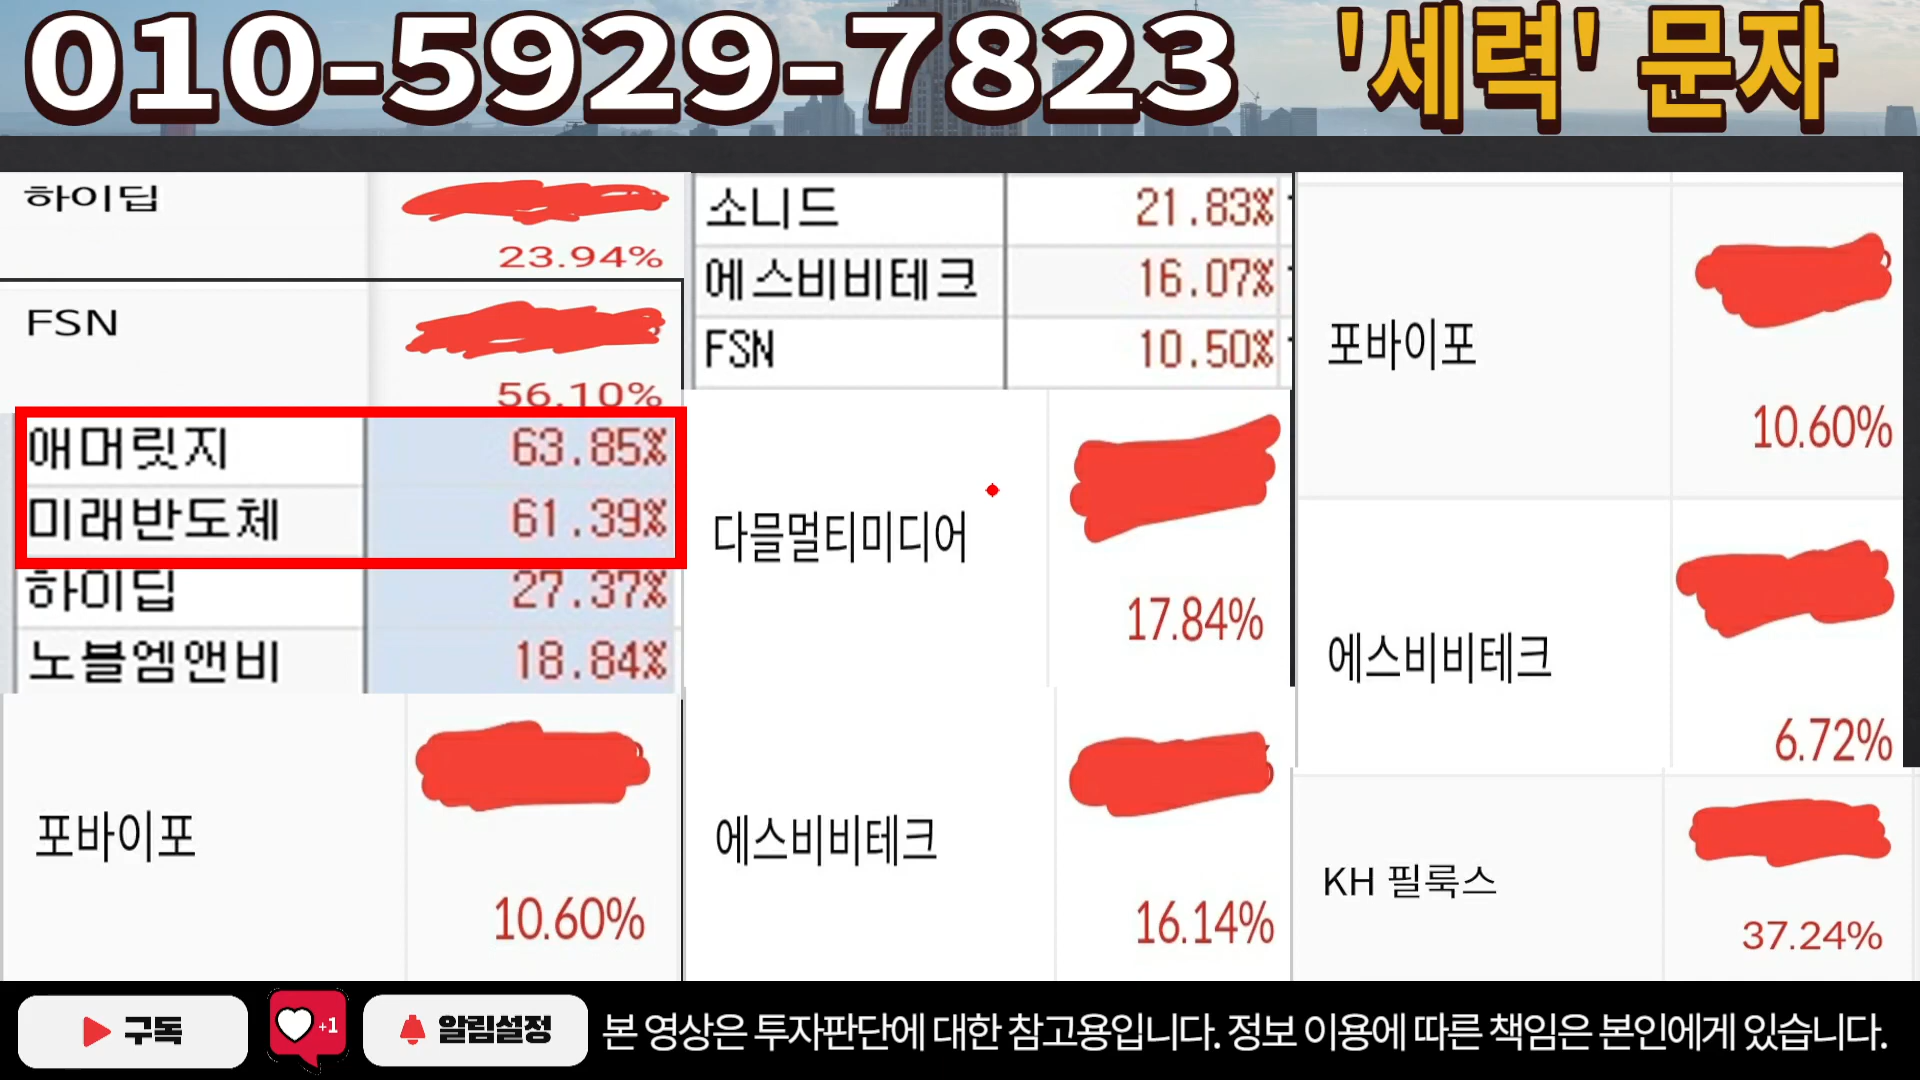 010-5929-7823 '세력' 문자
하이딥
23.94%
FSN
56.10%
애머릿지 63.85%
미래반도체 61.39%
하이딥 27.37%
노블엠앤비 18.84%
포바이포
10.60%
소니드 21.83%
에스비비테크 16.07%
FSN 10.50%
다믈멀티미디어
17.84%
에스비비테크
16.14%
포바이포
10.60%
에스비비테크
6.72%
KH 필룩스
37.24%
구독 +1 알림설정 본 영상은 투자판단에 대한 참고용입니다. 정보 이용에 따른 책임은 본인에게 있습니다.